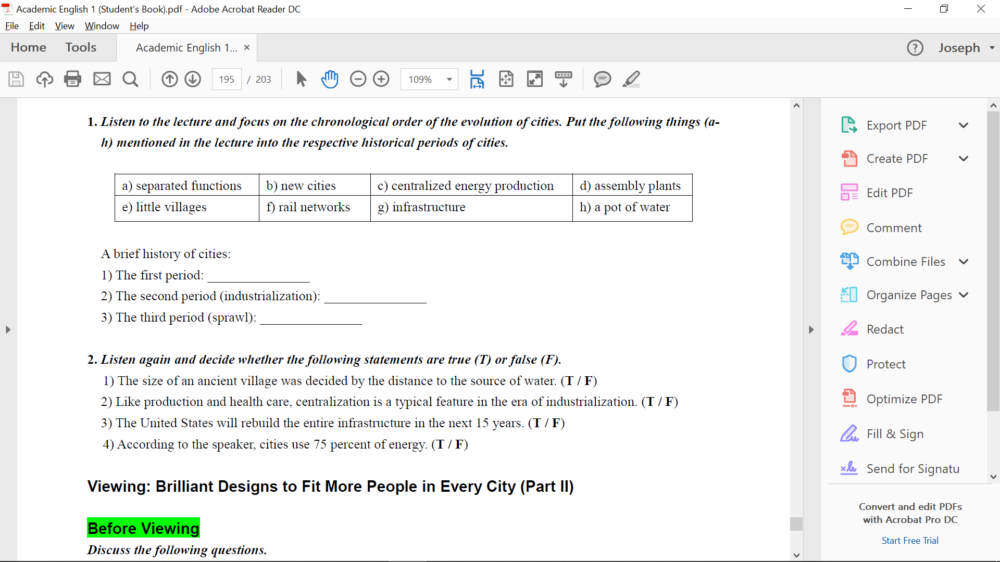 Academic English 1 (Student's Book).pdf - Adobe Acrobat Reader DC
File Edit View Window Help
Home Tools Academic English 1... × ? Joseph
195 / 203 109%
1. Listen to the lecture and focus on the chronological order of the evolution of cities. Put the following things (a-
h) mentioned in the lecture into the respective historical periods of cities.
a) separated functions b) new cities c) centralized energy production d) assembly plants
e) little villages f) rail networks g) infrastructure h) a pot of water
A brief history of cities:
1) The first period: _______________
2) The second period (industrialization): _______________
3) The third period (sprawl): _______________
2. Listen again and decide whether the following statements are true (T) or false (F).
1) The size of an ancient village was decided by the distance to the source of water. (T / F)
2) Like production and health care, centralization is a typical feature in the era of industrialization. (T / F)
3) The United States will rebuild the entire infrastructure in the next 15 years. (T / F)
4) According to the speaker, cities use 75 percent of energy. (T / F)
Viewing: Brilliant Designs to Fit More People in Every City (Part II)
Before Viewing
Discuss the following questions.
Export PDF
Create PDF
Edit PDF
Comment
Combine Files
Organize Pages
Redact
Protect
Optimize PDF
Fill & Sign
Send for Signatu
Convert and edit PDFs
with Acrobat Pro DC
Start Free Trial